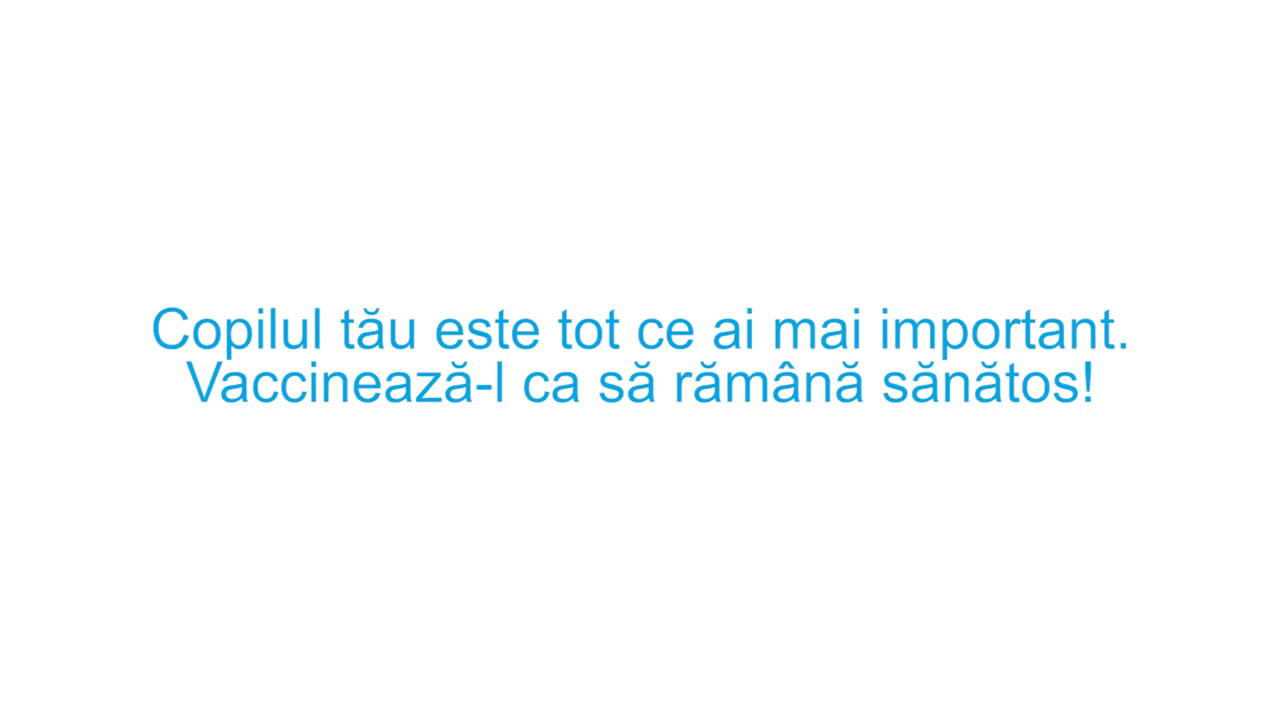 Copilul tău este tot ce ai mai important.
Vaccinează-l ca să rămână sănătos!